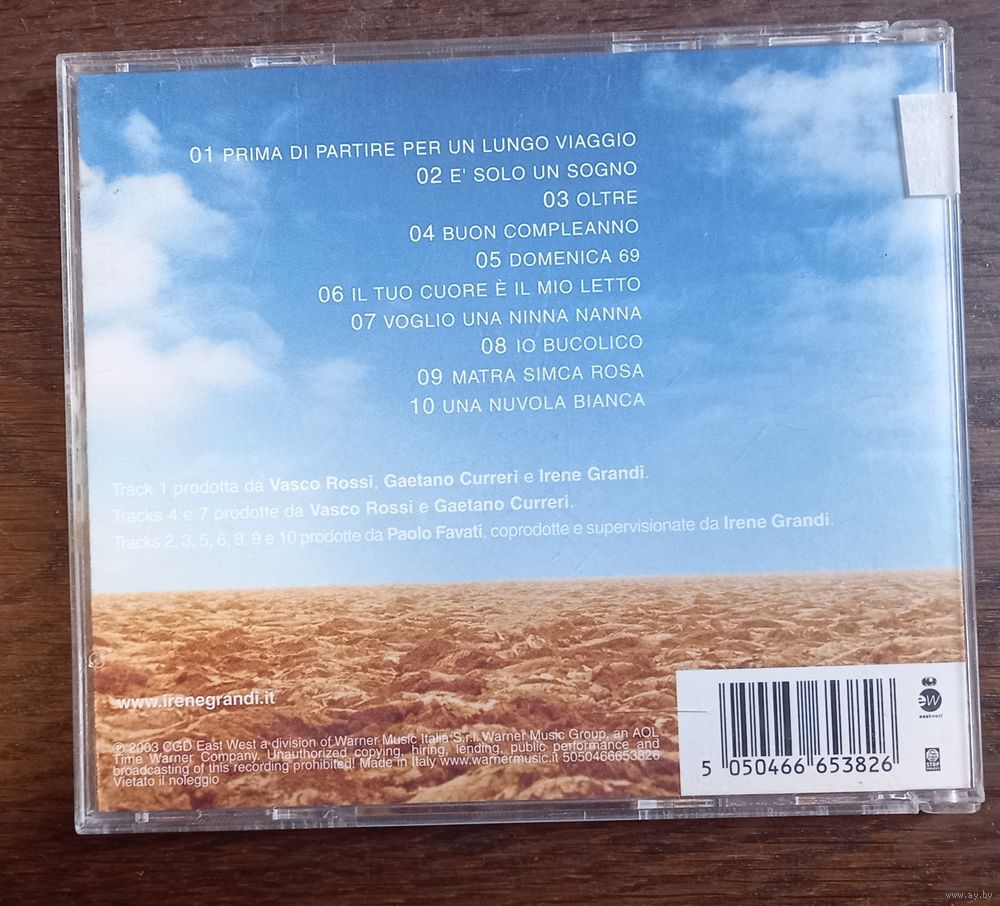 01 PRIMA DI PARTIRE PER UN LUNGO VIAGGIO
02 E' SOLO UN SOGNO
03 OLTRE
04 BUON COMPLEANNO
05 DOMENICA 69
06 IL TUO CUORE È IL MIO LETTO
07 VOGLIO UNA NINNA NANNA
08 IO BUCOLICO
09 MATRA SIMCA ROSA
10 UNA NUVOLA BIANCA
Track 1 prodotta da Vasco Rossi, Gaetano Curreri e Irene Grandi.
Tracks 4 e 7 prodotte da Vasco Rossi e Gaetano Curreri.
Tracks 2, 3, 5, 6, 8, 9 e 10 prodotte da Paolo Favati, coprodotte e supervisionate da Irene Grandi.
www.irenegrandi.it
℗ 2003 CGD East West a division of Warner Music Italia S.r.l. Warner Music Group, an AOL
Time Warner Company. Unauthorized copying, hiring, lending, public performance and
broadcasting of this recording prohibited! Made in Italy www.warnermusic.it 5050466653826
Vietato il noleggio
5 050466 653826
ew
eastwest
STOP
www.ay.by